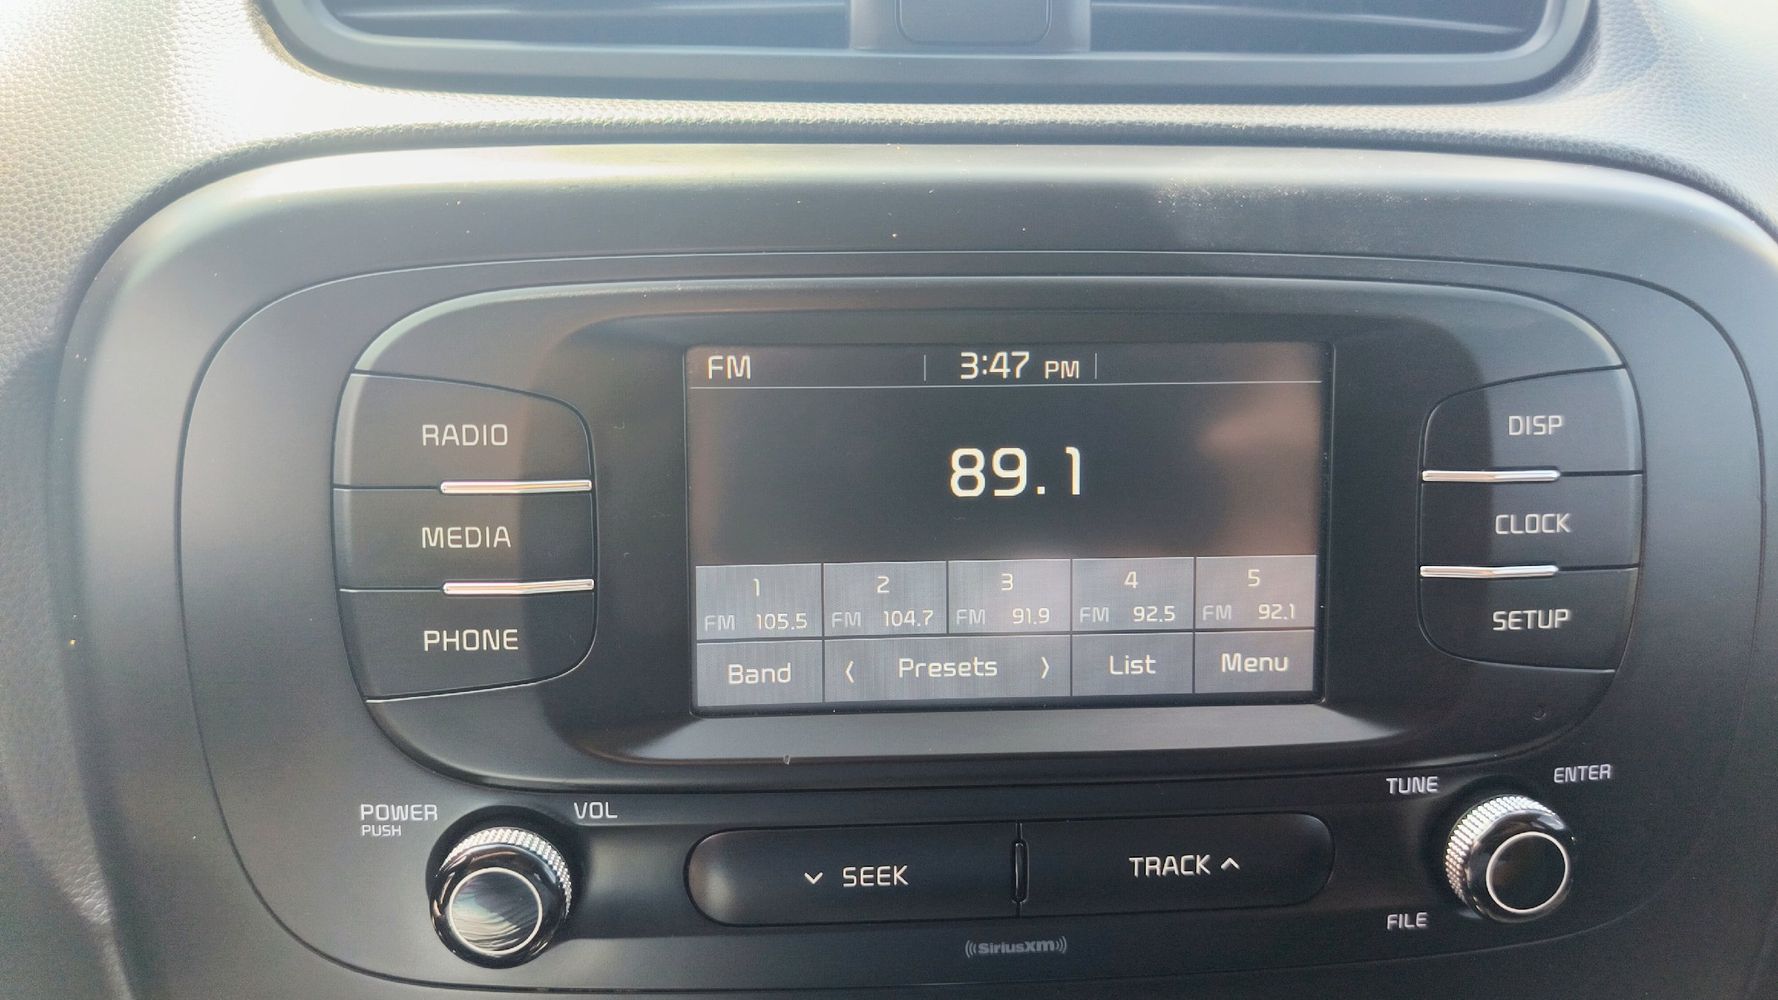 FM 3:47 PM
89.1
1 2 3 4 5
FM 105.5 FM 104.7 FM 91.9 FM 92.5 FM 92.1
Band < Presets > List Menu
RADIO
MEDIA
PHONE
DISP
CLOCK
SETUP
POWER
PUSH
VOL
SEEK
TRACK
TUNE
ENTER
FILE
SiriusXM